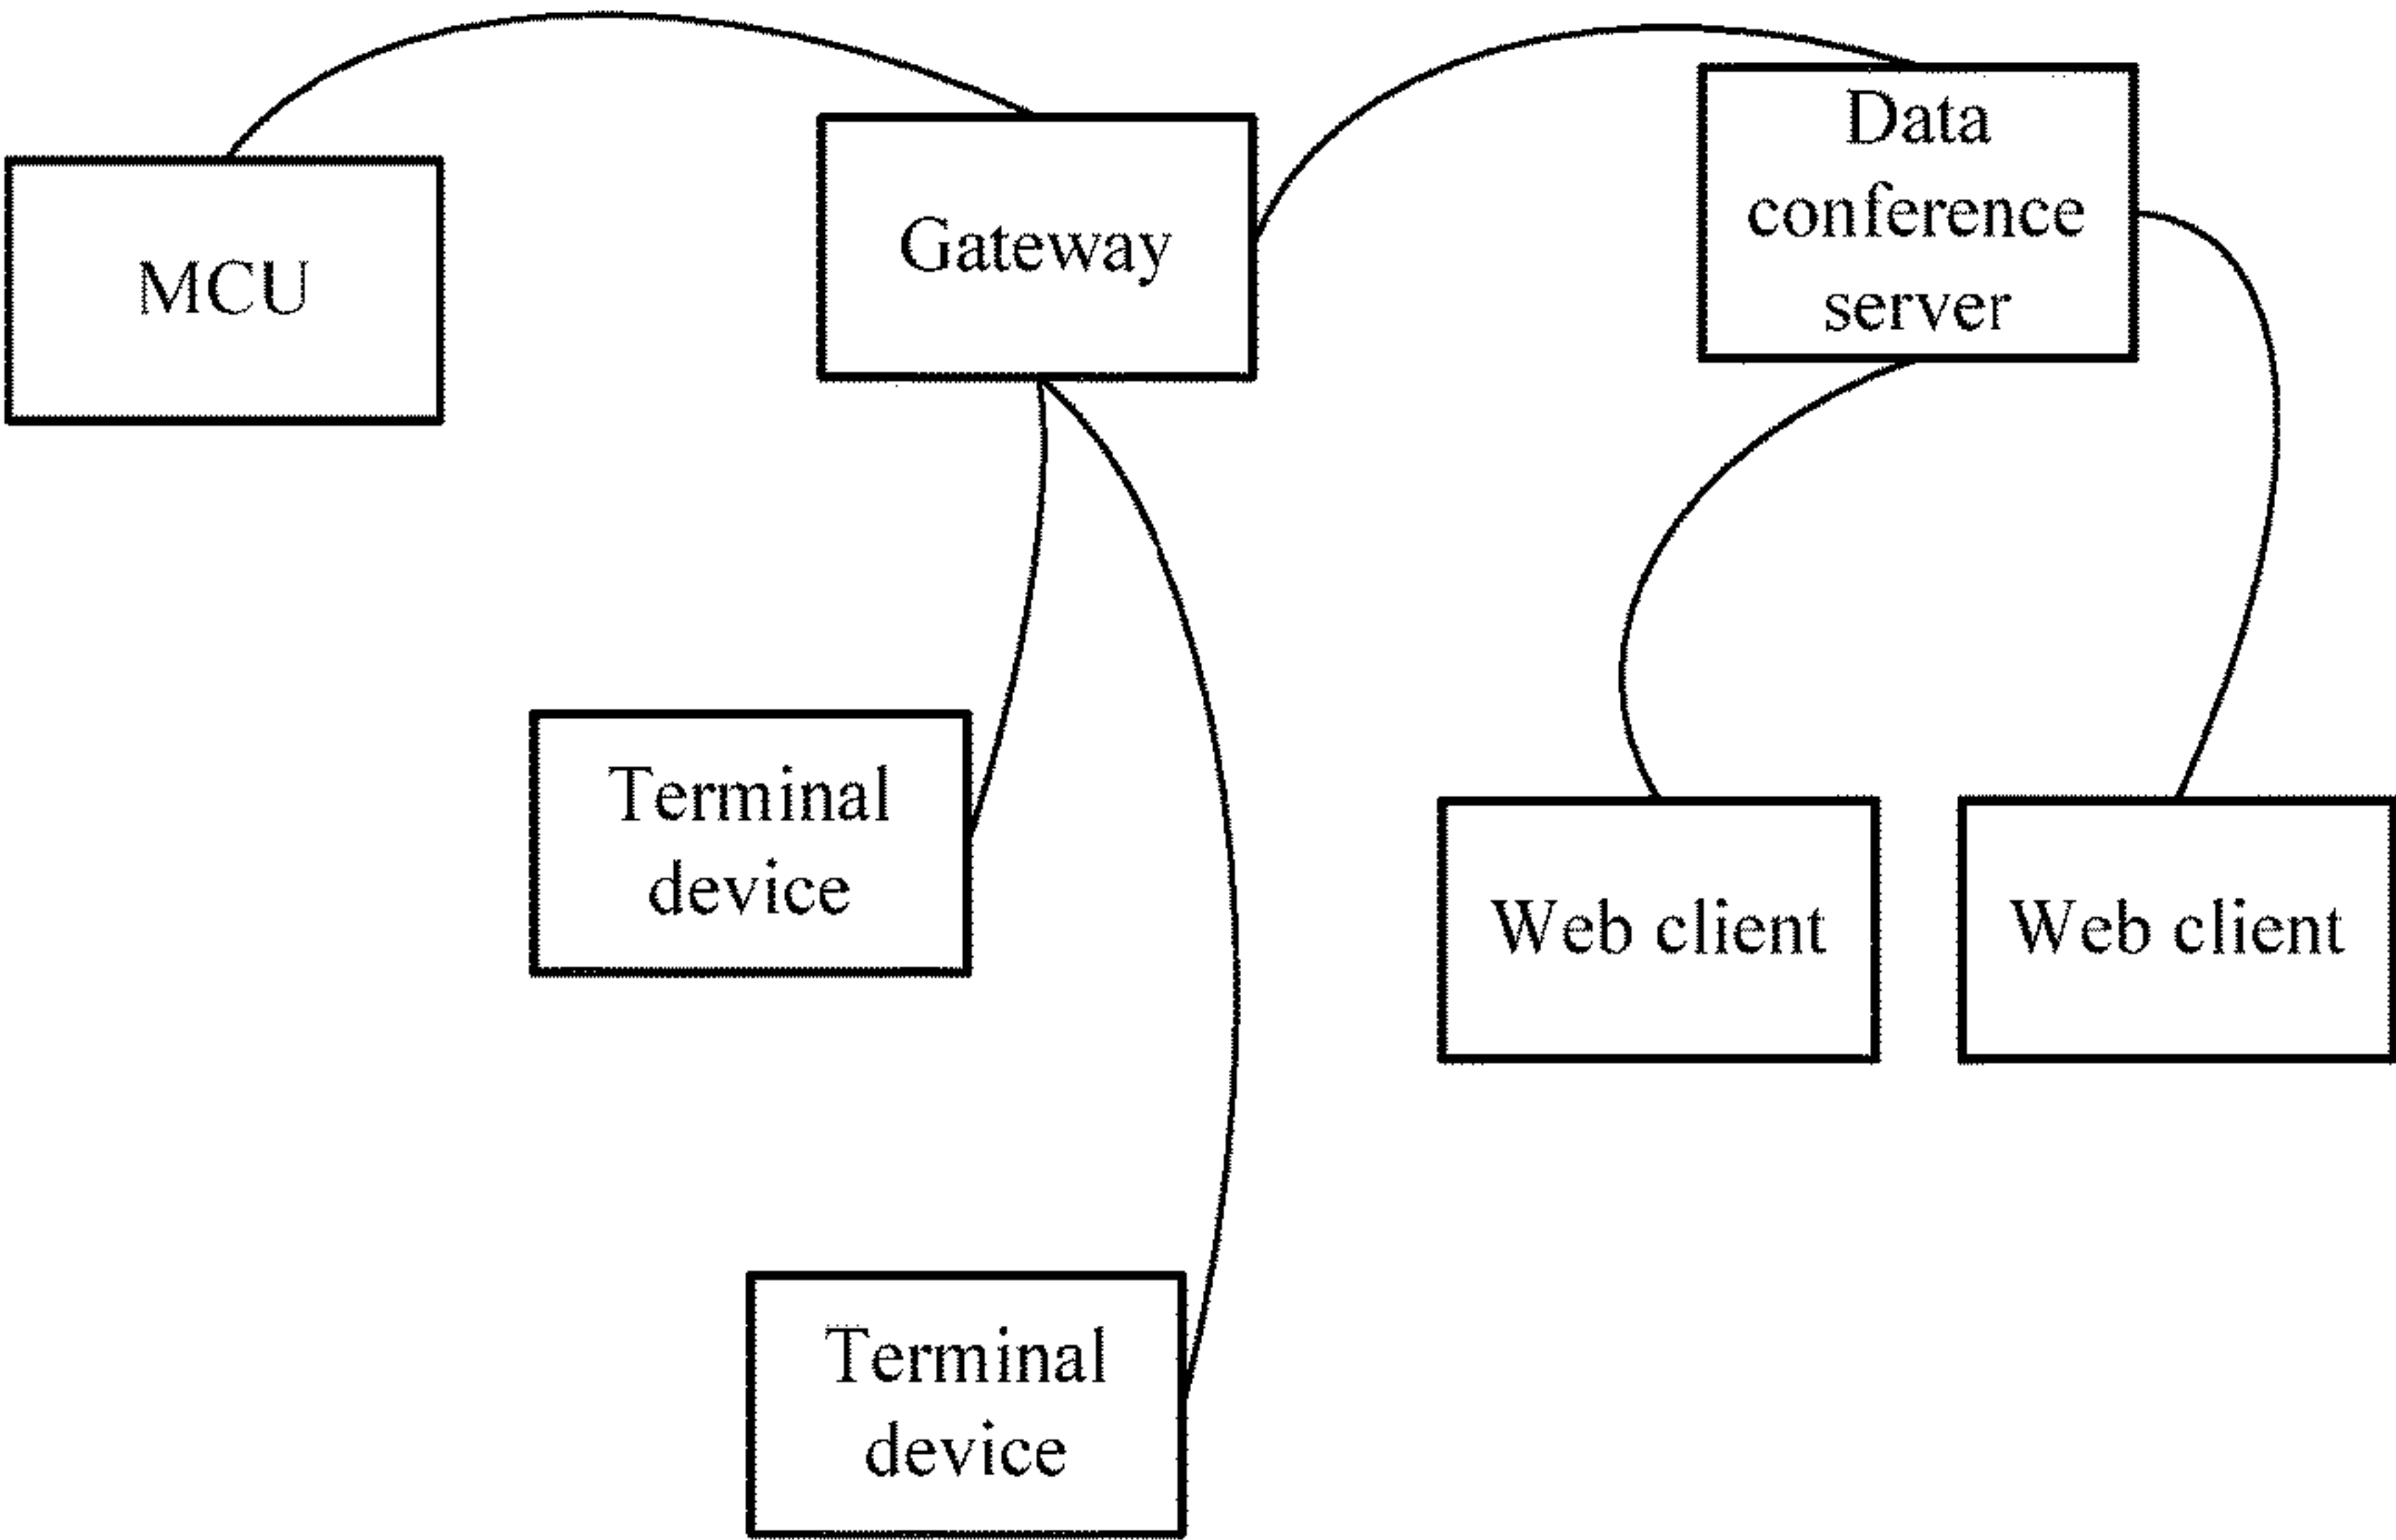 MCU
Gateway
Data
conference
server
Terminal
device
Web client
Web client
Terminal
device